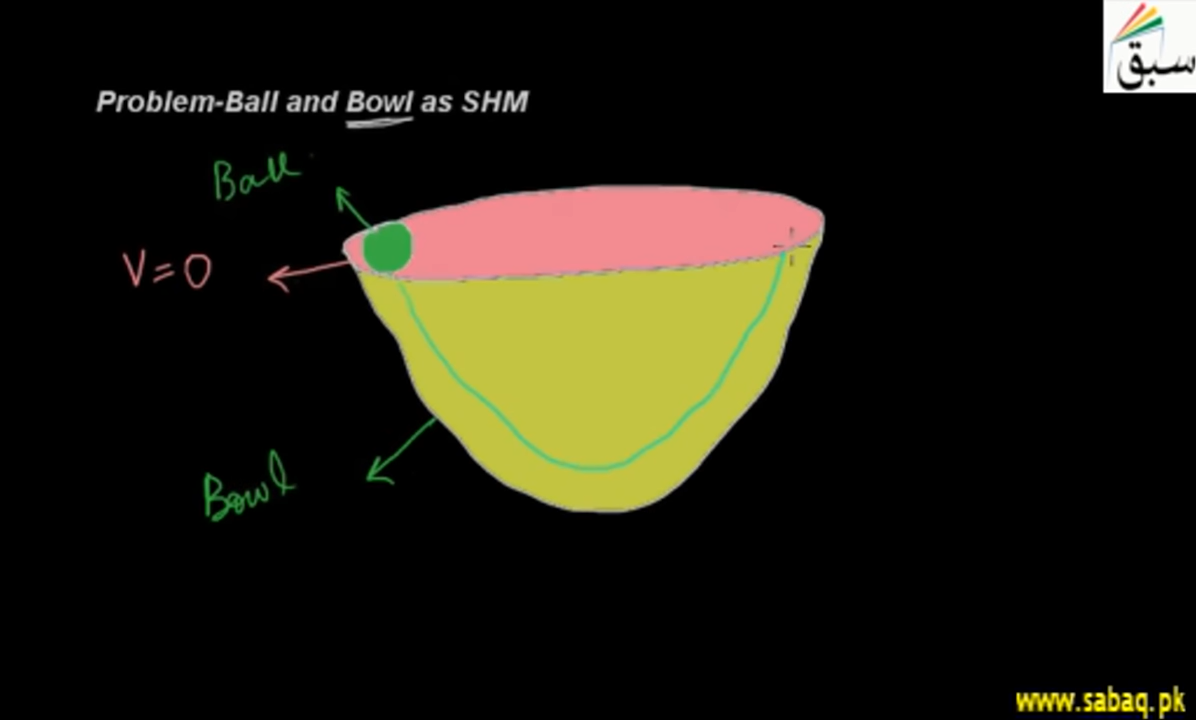 سبق
Problem-Ball and Bowl as SHM
Ball
V=0
Bowl
www.sabaq.pk